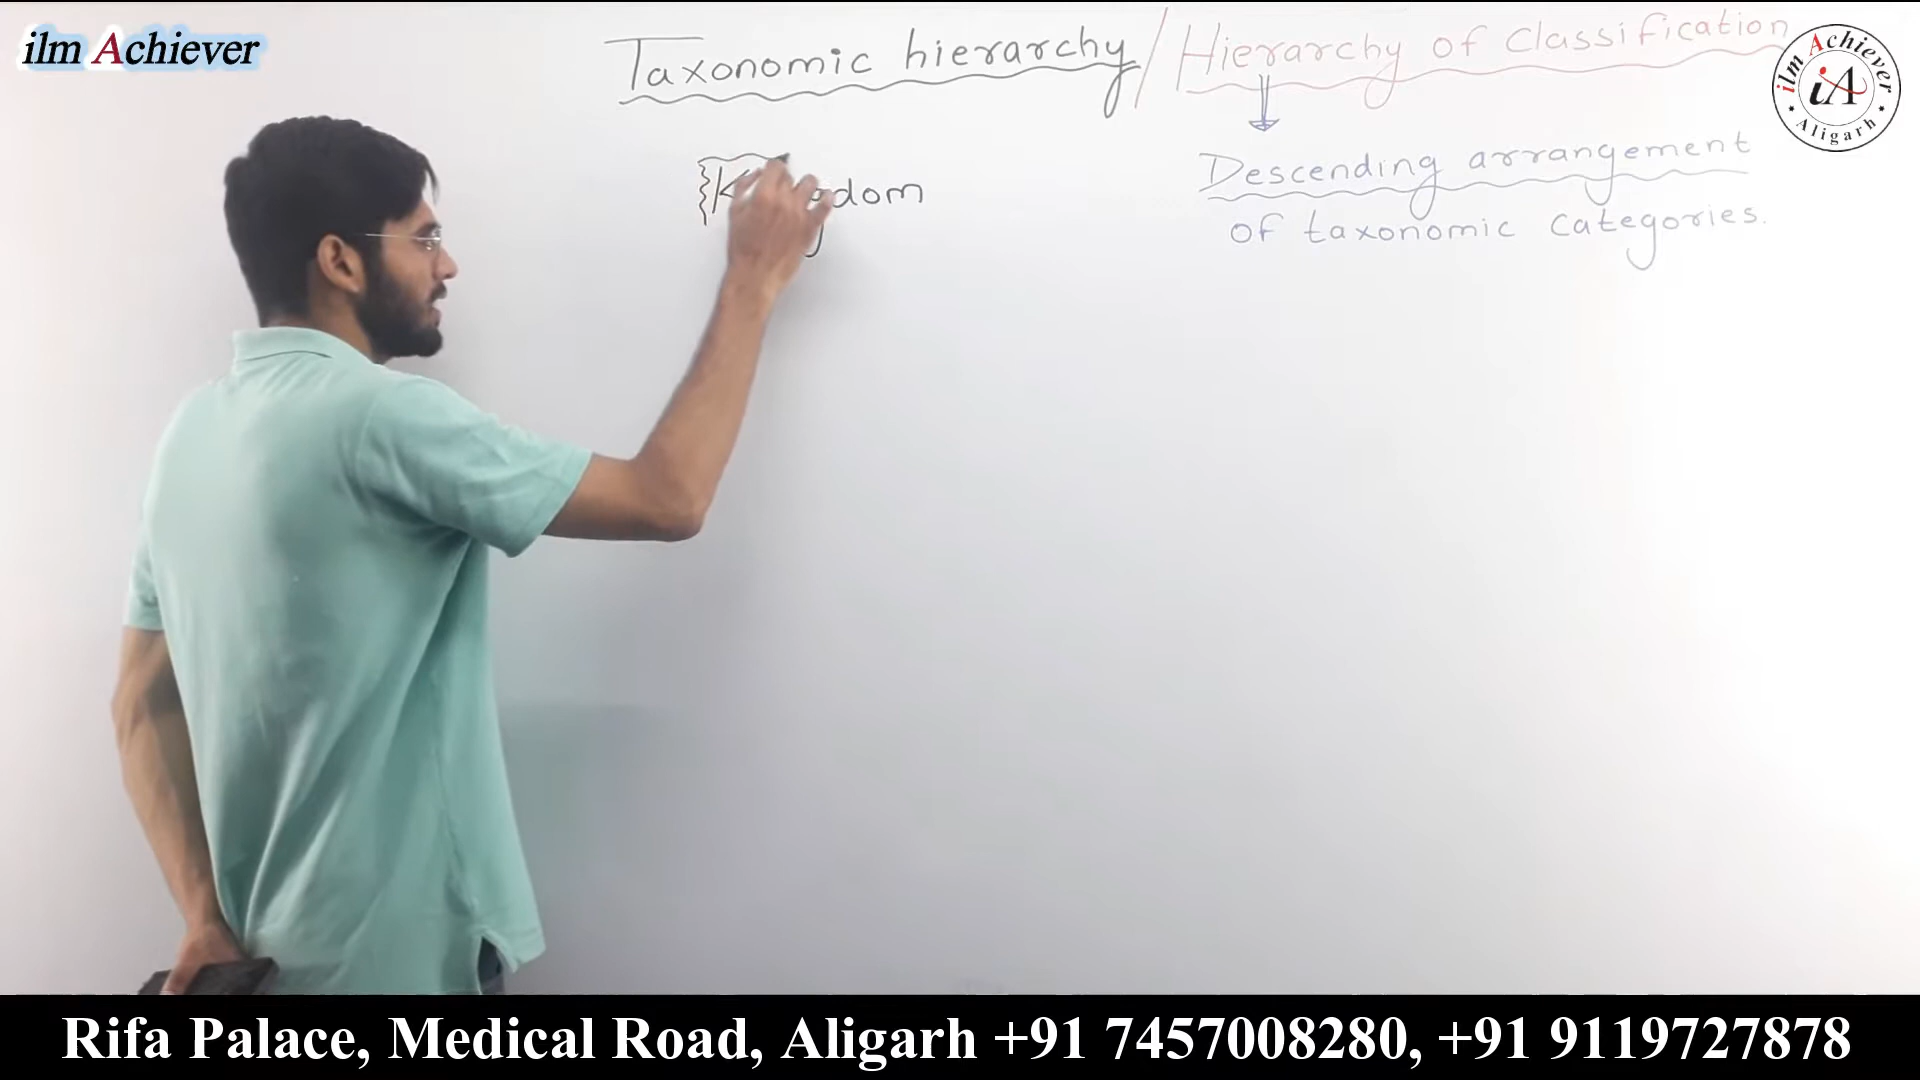 ilm Achiever
Taxonomic hierarchy / Hierarchy of Classification
ilm Achiever
iA
Aligarh
Descending arrangement
of taxonomic categories.
Rifa Palace, Medical Road, Aligarh +91 7457008280, +91 9119727878